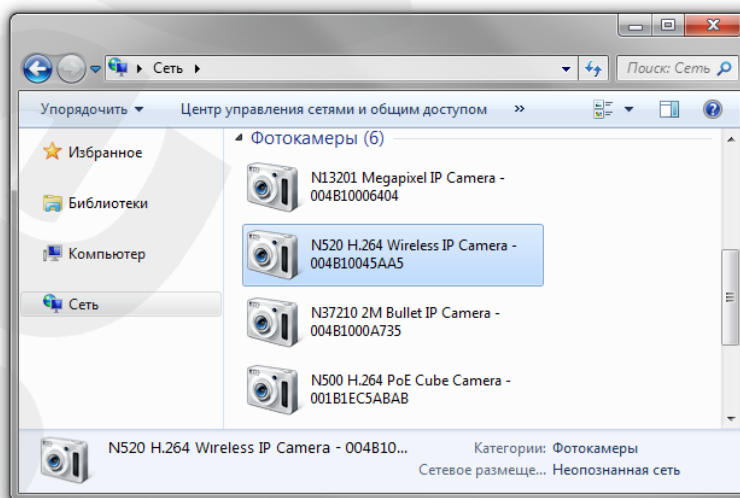 Сеть
Поиск: Сеть
Упорядочить
Центр управления сетями и общим доступом »
Избранное
Библиотеки
Компьютер
Сеть
Фотокамеры (6)
N13201 Megapixel IP Camera -
004B10006404
N520 H.264 Wireless IP Camera -
004B10045AA5
N37210 2M Bullet IP Camera -
004B1000A735
N500 H.264 PoE Cube Camera -
001B1EC5ABAB
N520 H.264 Wireless IP Camera - 004B10...
Категории: Фотокамеры
Сетевое размеще... Неопознанная сеть